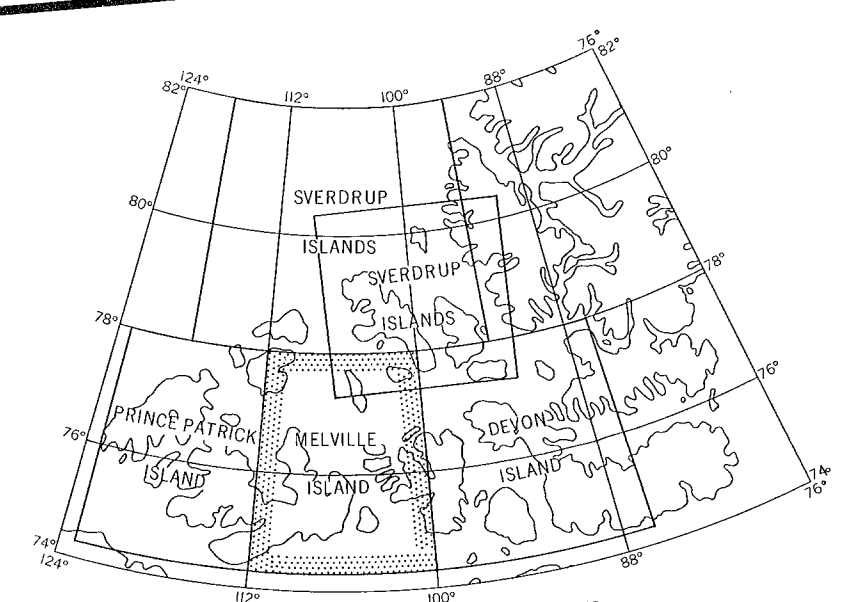 76°
82°
88°
124°
82°
112°
100°
80°
SVERDRUP
80°
ISLANDS
78°
SVERDRUP
ISLANDS
78°
76°
PRINCE PATRICK
MELVILLE
DEVON
76°
ISLAND
ISLAND
ISLAND
74°
76°
74°
124°
88°
112°
100°